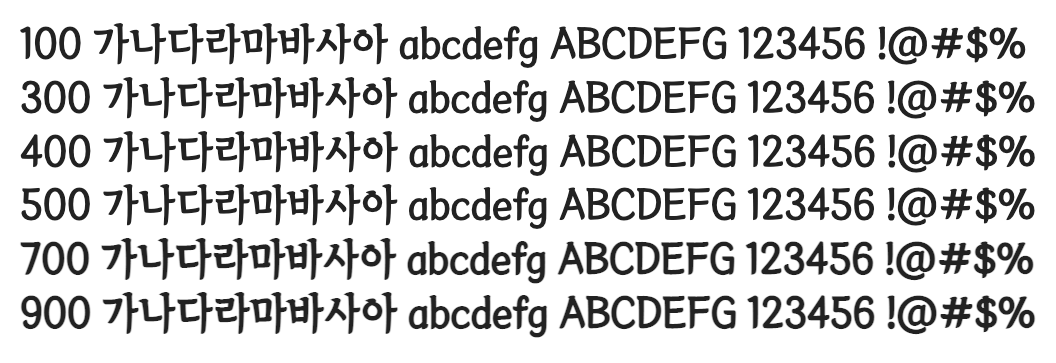 100 가나다라마바사아 abcdefg ABCDEFG 123456 !@#$%
300 가나다라마바사아 abcdefg ABCDEFG 123456 !@#$%
400 가나다라마바사아 abcdefg ABCDEFG 123456 !@#$%
500 가나다라마바사아 abcdefg ABCDEFG 123456 !@#$%
700 가나다라마바사아 abcdefg ABCDEFG 123456 !@#$%
900 가나다라마바사아 abcdefg ABCDEFG 123456 !@#$%